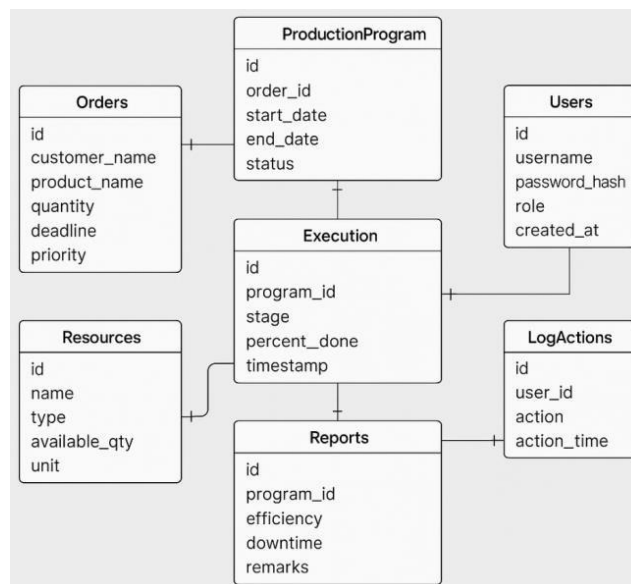 ProductionProgram
id
order_id
start_date
end_date
status
Orders
id
customer_name
product_name
quantity
deadline
priority
Users
id
username
password_hash
role
created_at
Execution
id
program_id
stage
percent_done
timestamp
Resources
id
name
type
available_qty
unit
LogActions
id
user_id
action
action_time
Reports
id
program_id
efficiency
downtime
remarks